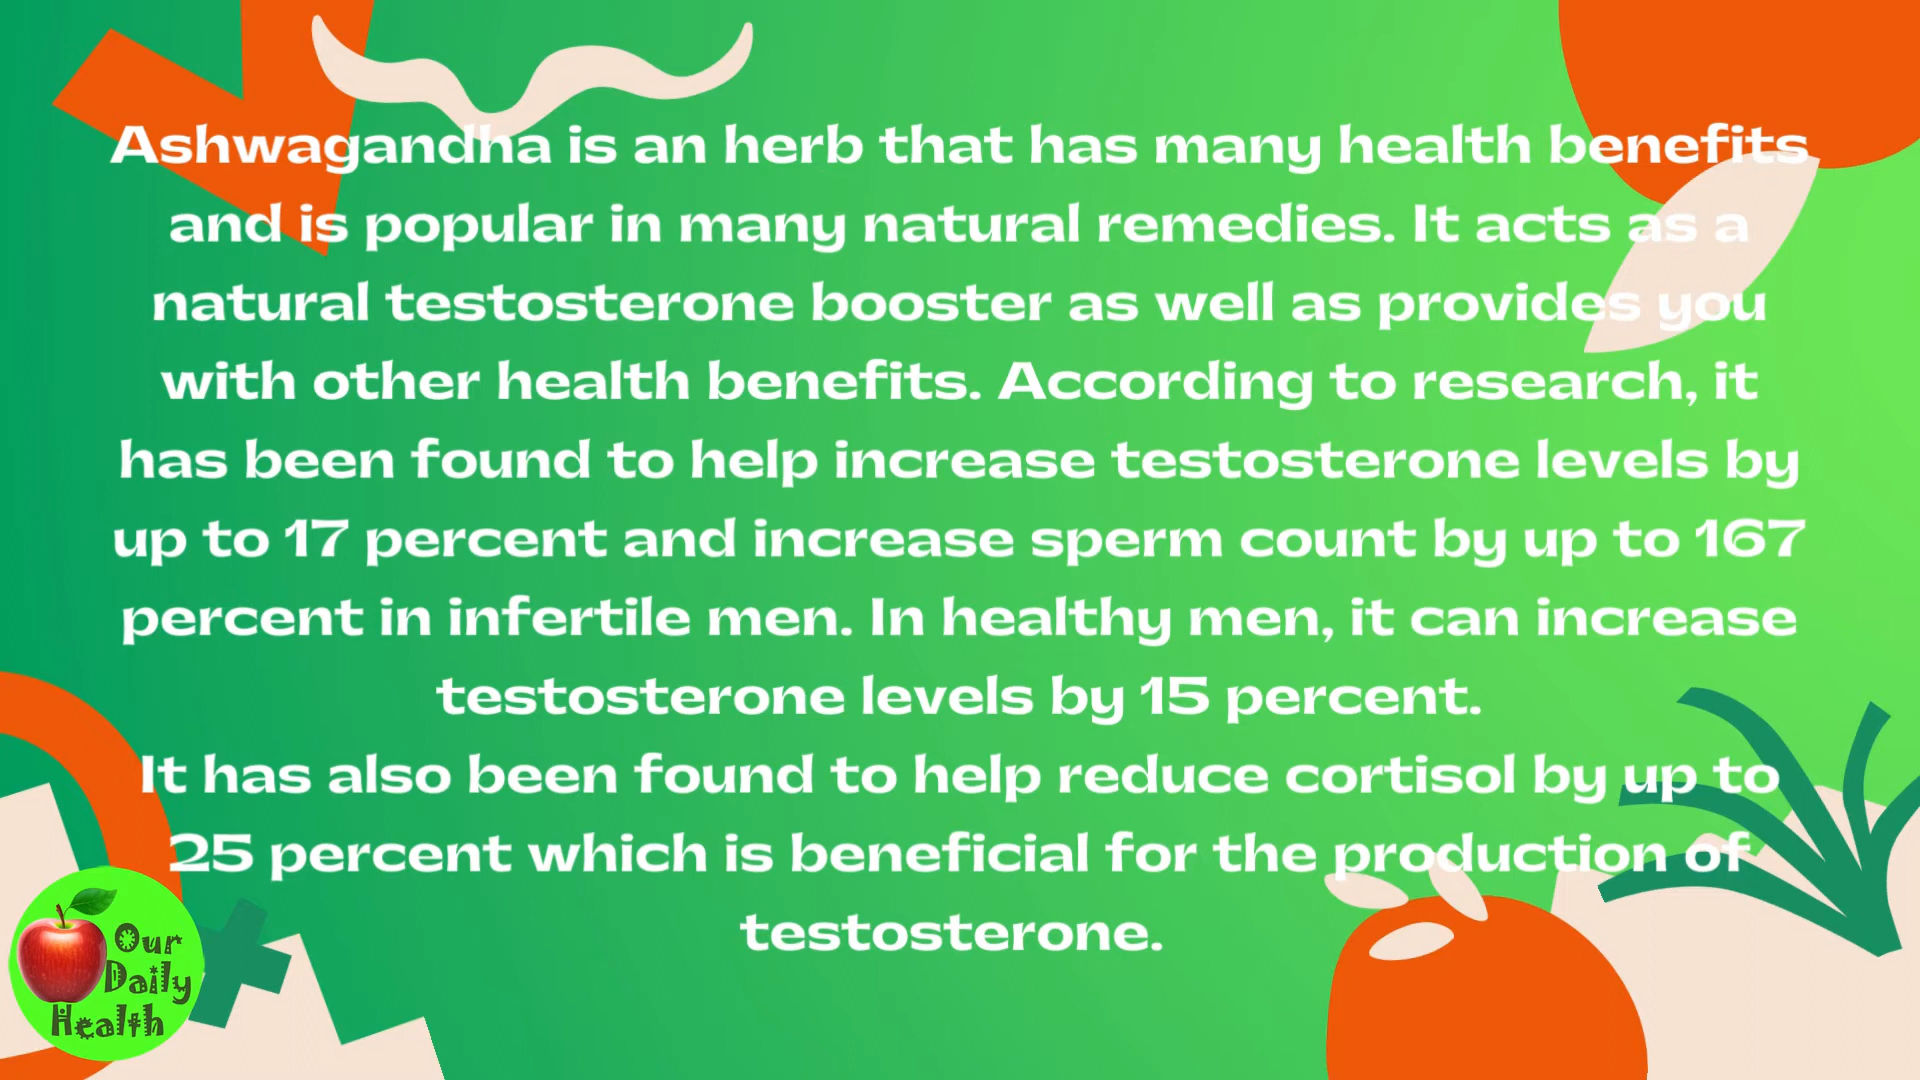 Ashwagandha is an herb that has many health benefits
and is popular in many natural remedies. It acts as a
natural testosterone booster as well as provides you
with other health benefits. According to research, it
has been found to help increase testosterone levels by
up to 17 percent and increase sperm count by up to 167
percent in infertile men. In healthy men, it can increase
testosterone levels by 15 percent.
It has also been found to help reduce cortisol by up to
25 percent which is beneficial for the production of
testosterone.
Our
Daily
Health